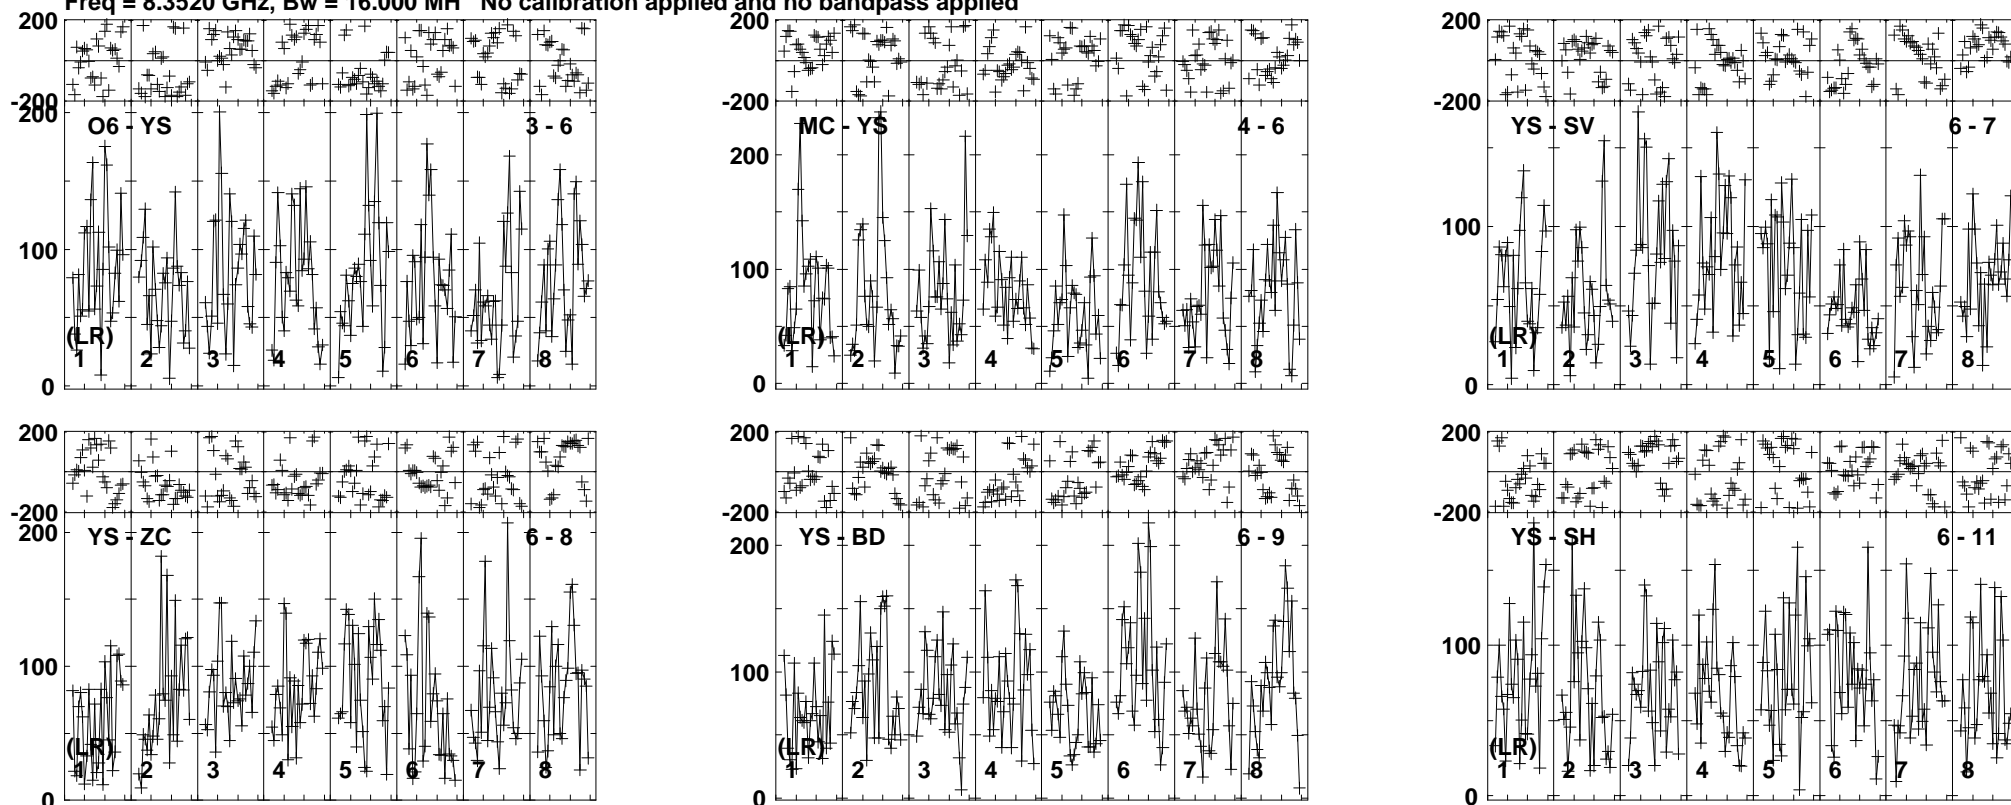 Freq = 8.3520 GHz, Bw = 16.000 MH No calibration applied and no bandpass applied
200
-200
O6 - YS
3 - 6
200
100
0
(LR)
1 2 3 4 5 6 7 8
MC - YS
4 - 6
200
-200
200
100
0
(LR)
1 2 3 4 5 6 7 8
YS - SV
6 - 7
200
-200
100
0
(LR)
1 2 3 4 5 6 7 8
200
-200
YS - ZC
6 - 8
200
100
0
(LR)
1 2 3 4 5 6 7 8
200
-200
YS - BD
6 - 9
200
100
0
(LR)
1 2 3 4 5 6 7 8
200
-200
YS - SH
6 - 11
100
0
(LR)
1 2 3 4 5 6 7 8